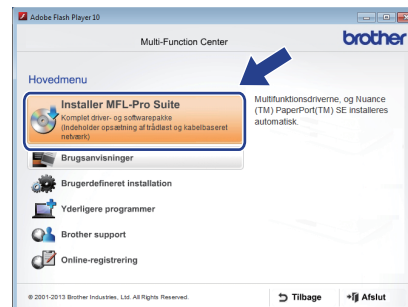 Adobe Flash Player 10
Multi-Function Center
brother
Hovedmenu
Installer MFL-Pro Suite
Komplet driver- og softwarepakke
(Indeholder opsætning af trådløst og kabelbaseret
netværk)
Multifunktionsdriverne, og Nuance
(TM) PaperPort(TM) SE installeres
automatisk.
Brugsanvisninger
Brugerdefineret installation
Yderligere programmer
Brother support
Online-registrering
© 2001-2013 Brother Industries, Ltd. All Rights Reserved.
Tilbage
Afslut